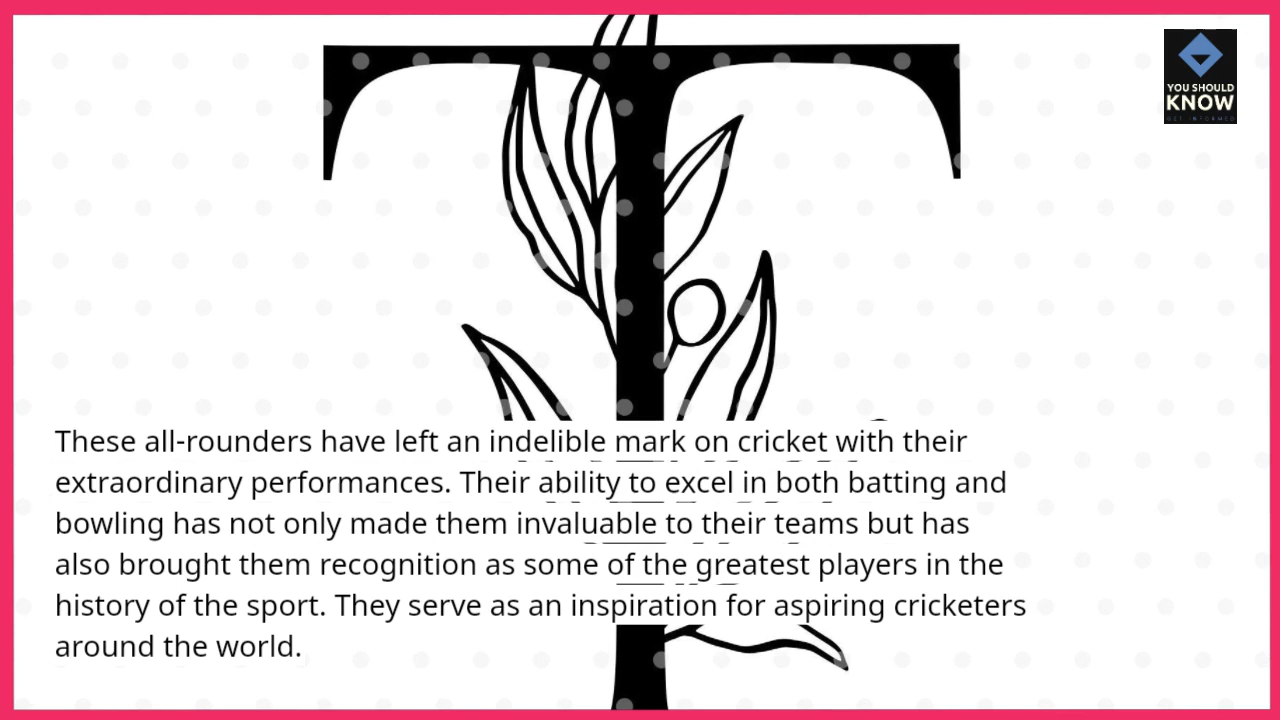 T
YOU SHOULD
KNOW
GET INFORMED
These all-rounders have left an indelible mark on cricket with their
extraordinary performances. Their ability to excel in both batting and
bowling has not only made them invaluable to their teams but has
also brought them recognition as some of the greatest players in the
history of the sport. They serve as an inspiration for aspiring cricketers
around the world.